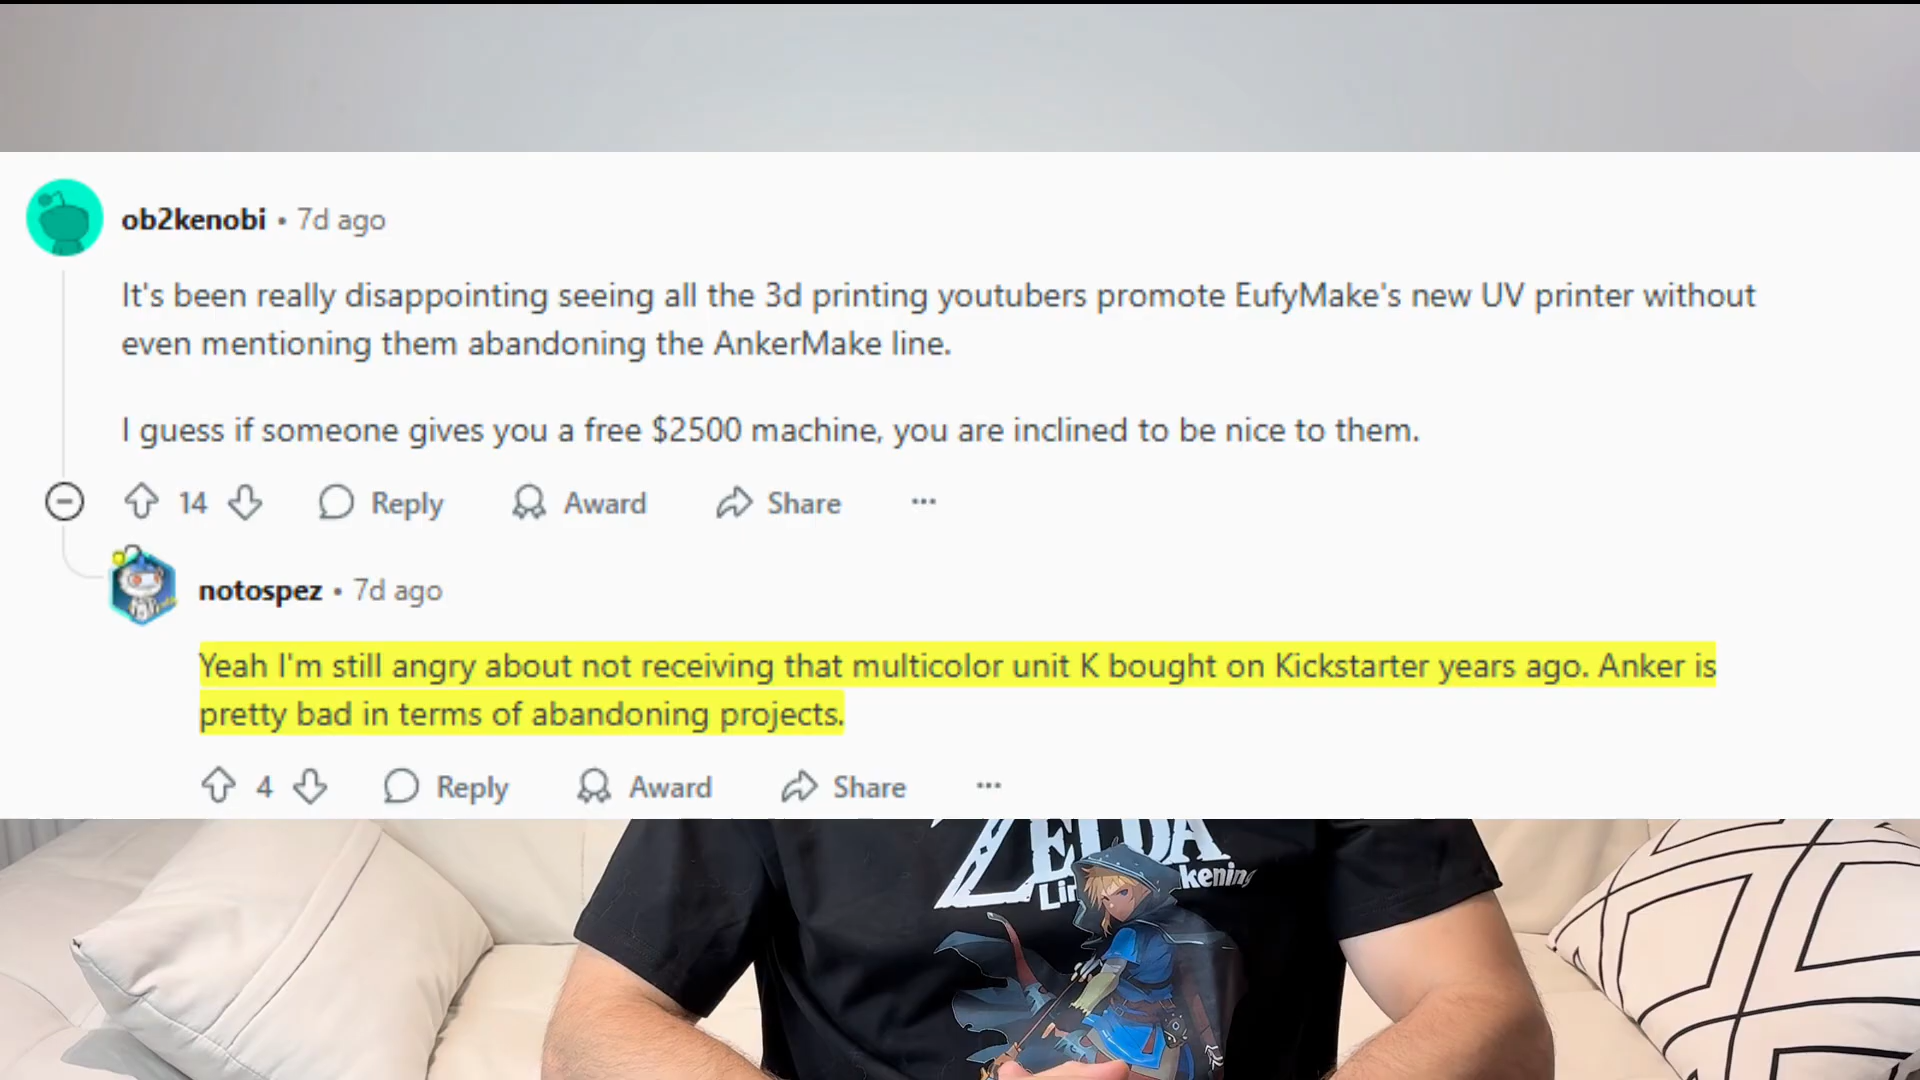 ob2kenobi • 7d ago
It's been really disappointing seeing all the 3d printing youtubers promote EufyMake's new UV printer without
even mentioning them abandoning the AnkerMake line.
I guess if someone gives you a free $2500 machine, you are inclined to be nice to them.
14 Reply Award Share ...
notospez • 7d ago
Yeah I'm still angry about not receiving that multicolor unit K bought on Kickstarter years ago. Anker is
pretty bad in terms of abandoning projects.
4 Reply Award Share ...
ZELDA
Lin kening